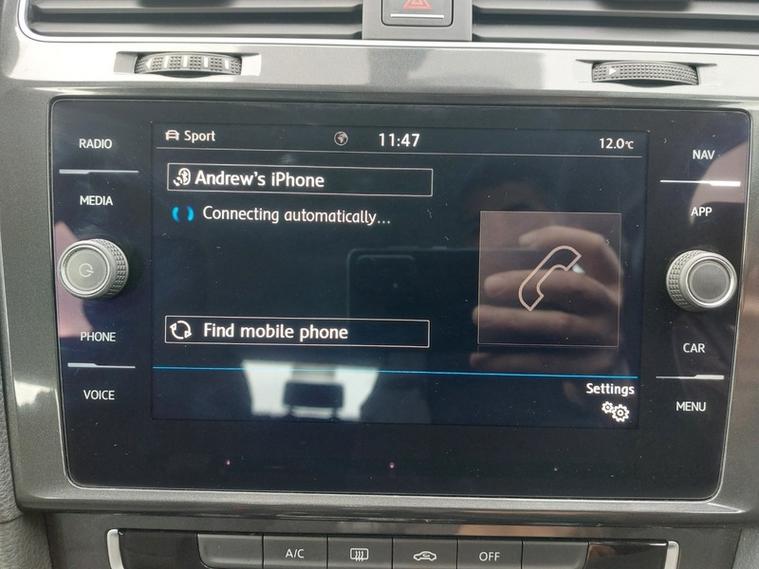 Sport
11:47
12.0°C
RADIO
MEDIA
PHONE
VOICE
Andrew's iPhone
Connecting automatically...
Find mobile phone
Settings
NAV
APP
CAR
MENU
A/C
OFF